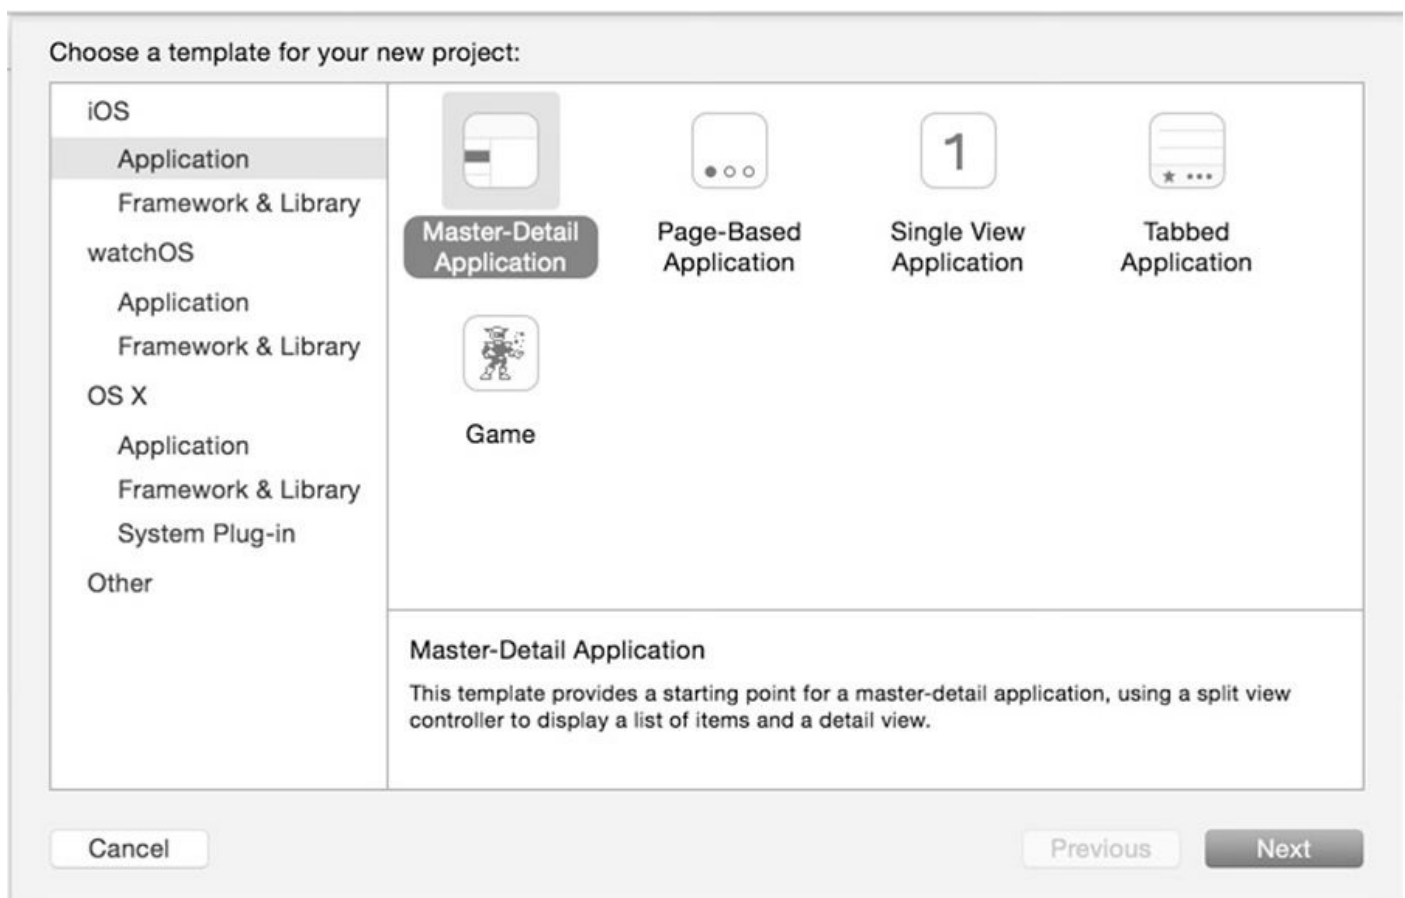 Choose a template for your new project:
iOS
Application
Framework & Library
watchOS
Application
Framework & Library
OS X
Application
Framework & Library
System Plug-in
Other
Master-Detail
Application
Page-Based
Application
1
Single View
Application
Tabbed
Application
Game
Master-Detail Application
This template provides a starting point for a master-detail application, using a split view
controller to display a list of items and a detail view.
Cancel
Previous
Next